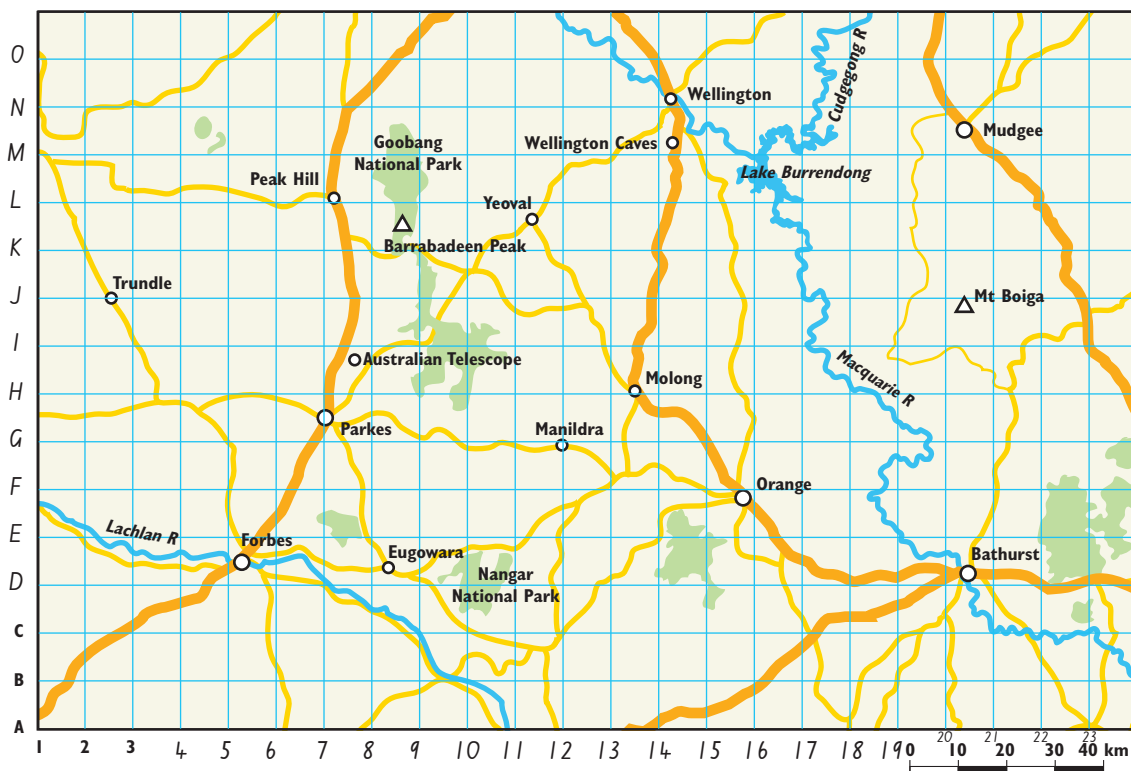 O
N
M
L
K
J
I
H
G
F
E
D
C
B
A
Cudgegong R
Wellington
Mudgee
Goobang
National Park
Wellington Caves
Lake Burrendong
Peak Hill
Yeoval
Barrabadeen Peak
Trundle
Mt Boiga
Australian Telescope
Molong
Macquarie R
Parkes
Manildra
Orange
Lachlan R
Forbes
Eugowara
Bathurst
Nangar
National Park
1 2 3 4 5 6 7 8 9 10 11 12 13 14 15 16 17 18 19 20 21 22 23
0 10 20 30 40 km